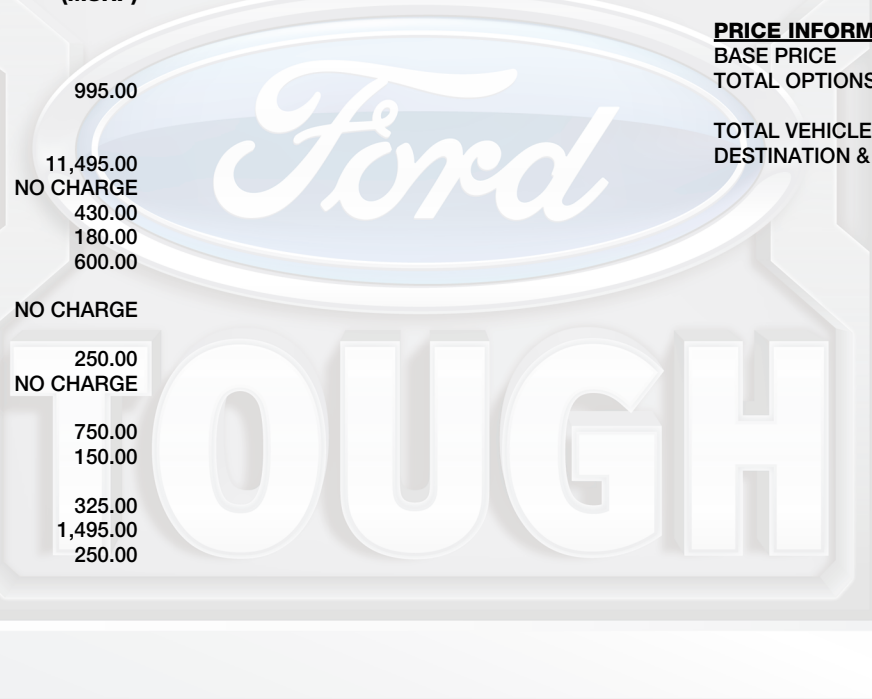 995.00
11,495.00
NO CHARGE
430.00
180.00
600.00
NO CHARGE
250.00
NO CHARGE
750.00
150.00
325.00
1,495.00
250.00
PRICE
BASE PRICE
TOTAL OPTIONS
TOTAL VEHICLE
DESTINATION &
Ford
TOUGH